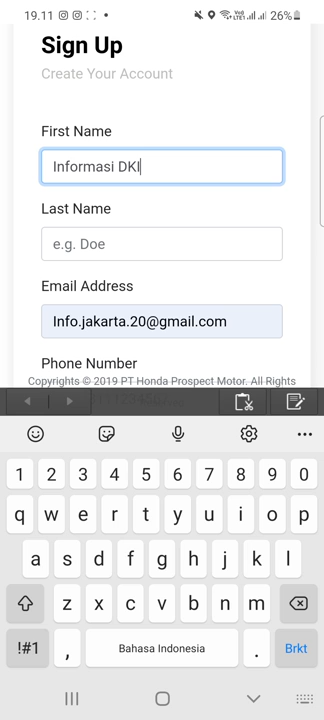 19.11 26%
Sign Up
Create Your Account
First Name
Informasi DKI
Last Name
e.g. Doe
Email Address
Info.jakarta.20@gmail.com
Phone Number
Copyrights © 2019 PT Honda Prospect Motor. All Rights
1 2 3 4 5 6 7 8 9 0
q w e r t y u i o p
a s d f g h j k l
z x c v b n m
!#1 , Bahasa Indonesia . Brkt